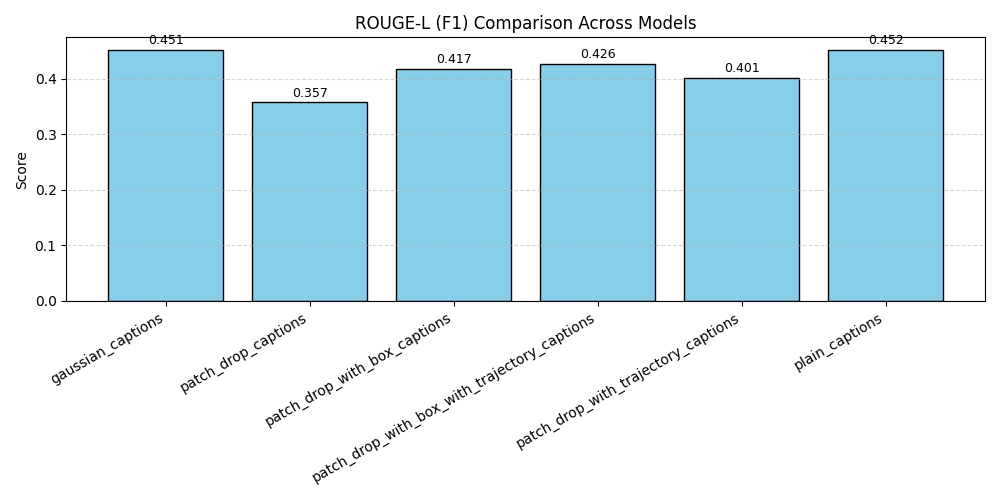 ROUGE-L (F1) Comparison Across Models
0.451
0.357
0.417
0.426
0.401
0.452
Score
0.4
0.3
0.2
0.1
0.0
gaussian_captions
patch_drop_captions
patch_drop_with_box_captions
patch_drop_with_box_with_trajectory_captions
patch_drop_with_trajectory_captions
plain_captions